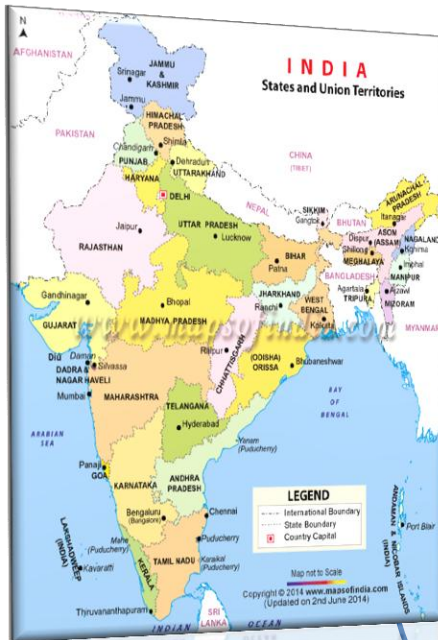 N
AFGHANISTAN
JAMMU
&
KASHMIR
Srinagar
Jammu
INDIA
States and Union Territories
HIMACHAL
PRADESH
Shimla
PAKISTAN
Chandigarh
PUNJAB
Dehradun
UTTARAKHAND
HARYANA
DELHI
CHINA
(TIBET)
NEPAL
SIKKIM
Gangtok
BHUTAN
ARUNACHAL
PRADESH
Itanagar
ASOM
(ASSAM)
Dispur
NAGALAND
Kohima
Shillong
MEGHALAYA
Imphal
MANIPUR
BANGLADESH
Agartala
TRIPURA
Aizawl
MIZORAM
MYANMAR
Jaipur
RAJASTHAN
UTTAR PRADESH
Lucknow
BIHAR
Patna
JHARKHAND
Ranchi
WEST
BENGAL
Kolkata
Gandhinagar
GUJARAT
Bhopal
MADHYA PRADESH
www.mapsofindia.com
Raipur
CHHATTISGARH
(ODISHA)
ORISSA
Bhubaneshwar
DIU
Daman
Silvassa
DADRA &
NAGAR HAVELI
Mumbai
MAHARASHTRA
TELANGANA
Hyderabad
BAY
OF
BENGAL
ARABIAN
SEA
Yanam
(Puducherry)
Panaji
GOA
KARNATAKA
ANDHRA
PRADESH
Bengaluru
(Bangalore)
Chennai
Mahe
(Puducherry)
Puducherry
Karaikal
(Puducherry)
LAKSHADWEEP
(INDIA)
Kavaratti
KERALA
TAMIL NADU
Thiruvananthapuram
SRI
LANKA
INDIAN OCEAN
ANDAMAN & NICOBAR ISLANDS
(INDIA)
Port Blair
LEGEND
International Boundary
State Boundary
Country Capital
Map not to Scale
Copyright © 2014 www.mapsofindia.com
(Updated on 2nd June 2014)